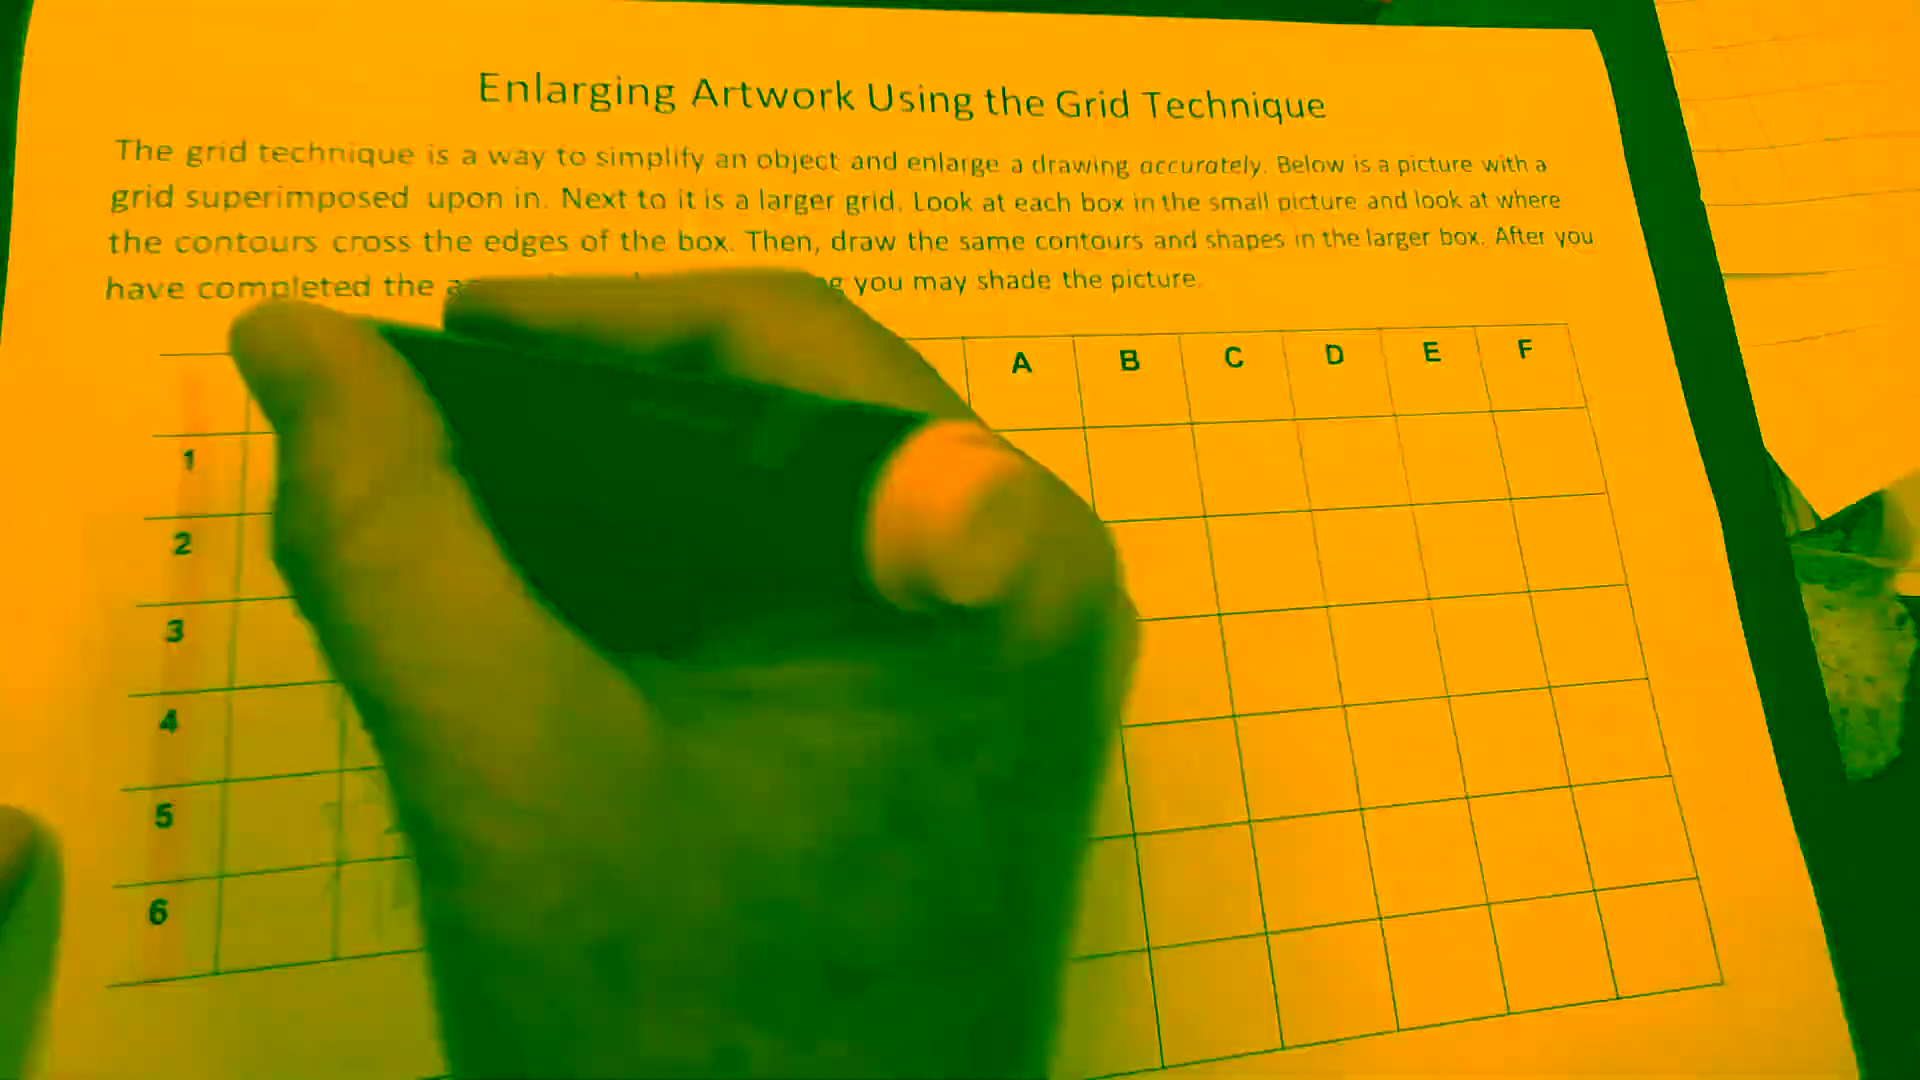 Enlarging Artwork Using the Grid Technique
The grid technique is a way to simplify an object and enlarge a drawing accurately. Below is a picture with a
grid superimposed upon in. Next to it is a larger grid. Look at each box in the small picture and look at where
the contours cross the edges of the box. Then, draw the same contours and shapes in the larger box. After you
have completed the you may shade the picture.
A B C D E F
1
2
3
4
5
6